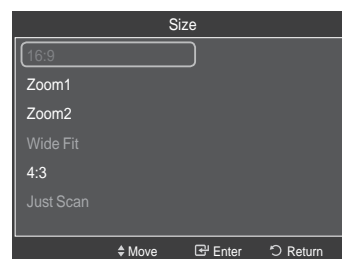 Size
16:9
Zoom1
Zoom2
Wide Fit
4:3
Just Scan
Move Enter Return